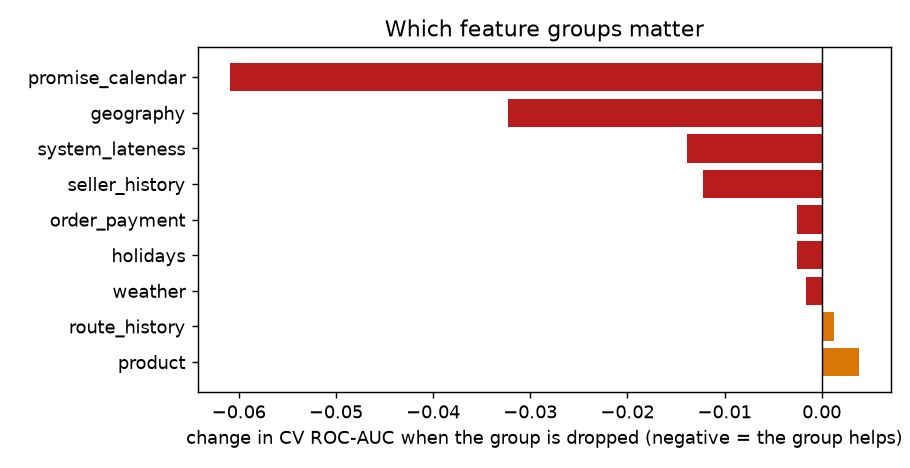 Which feature groups matter
promise_calendar
geography
system_lateness
seller_history
order_payment
holidays
weather
route_history
product
−0.06 −0.05 −0.04 −0.03 −0.02 −0.01 0.00
change in CV ROC-AUC when the group is dropped (negative = the group helps)